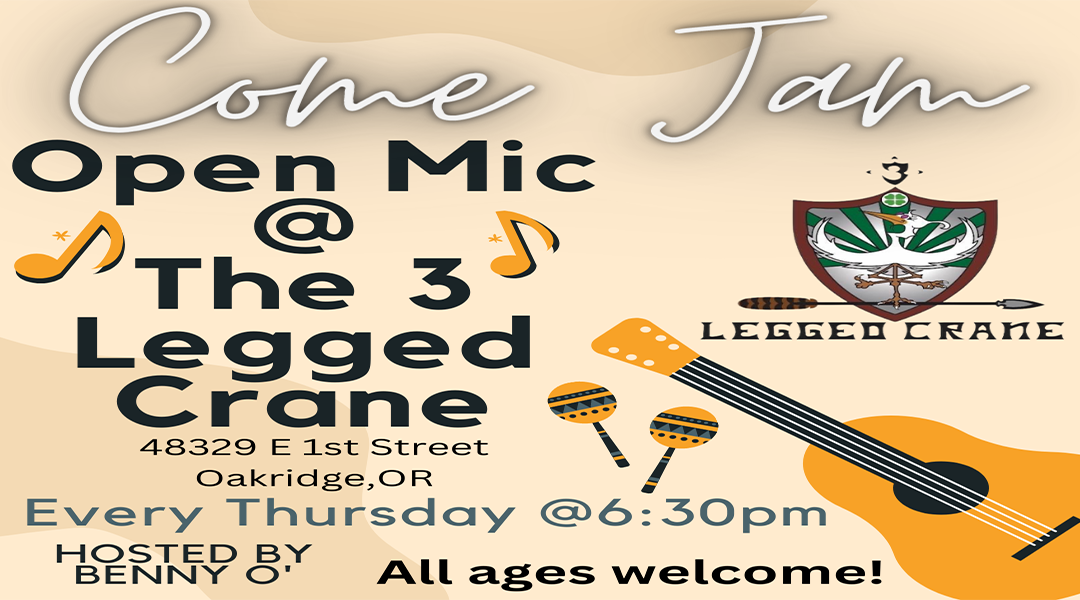 Come Jam
Open Mic
@
The 3
Legged
Crane
48329 E 1st Street
Oakridge,OR
Every Thursday @6:30pm
HOSTED BY
BENNY O'
All ages welcome!
3
LEGGED CRANE